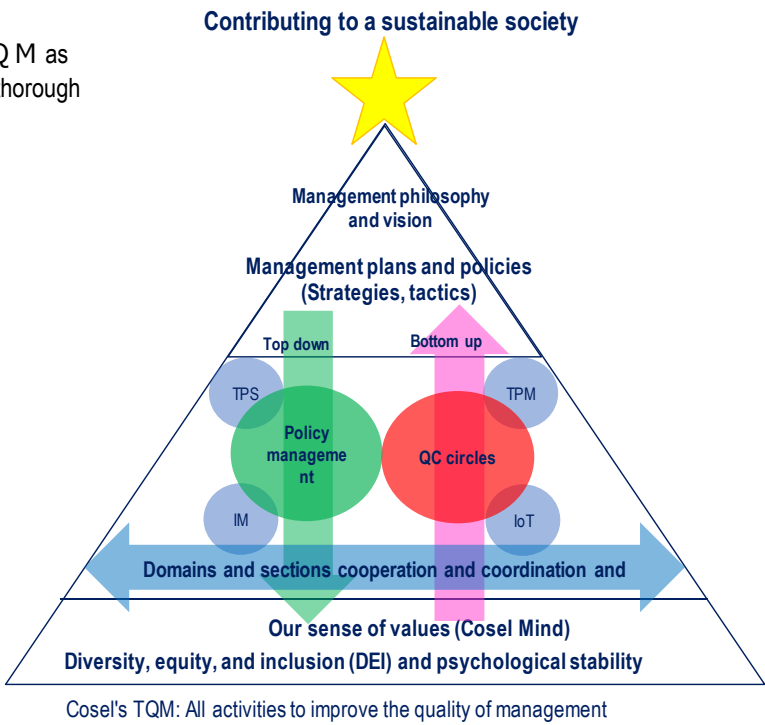 Contributing to a sustainable society
Q M as
horough
Management philosophy
and vision
Management plans and policies
(Strategies, tactics)
Top down
Bottom up
TPS
TPM
Policy
manageme
nt
QC circles
IM
IoT
Domains and sections cooperation and coordination and
Our sense of values (Cosel Mind)
Diversity, equity, and inclusion (DEI) and psychological stability
Cosel's TQM: All activities to improve the quality of management